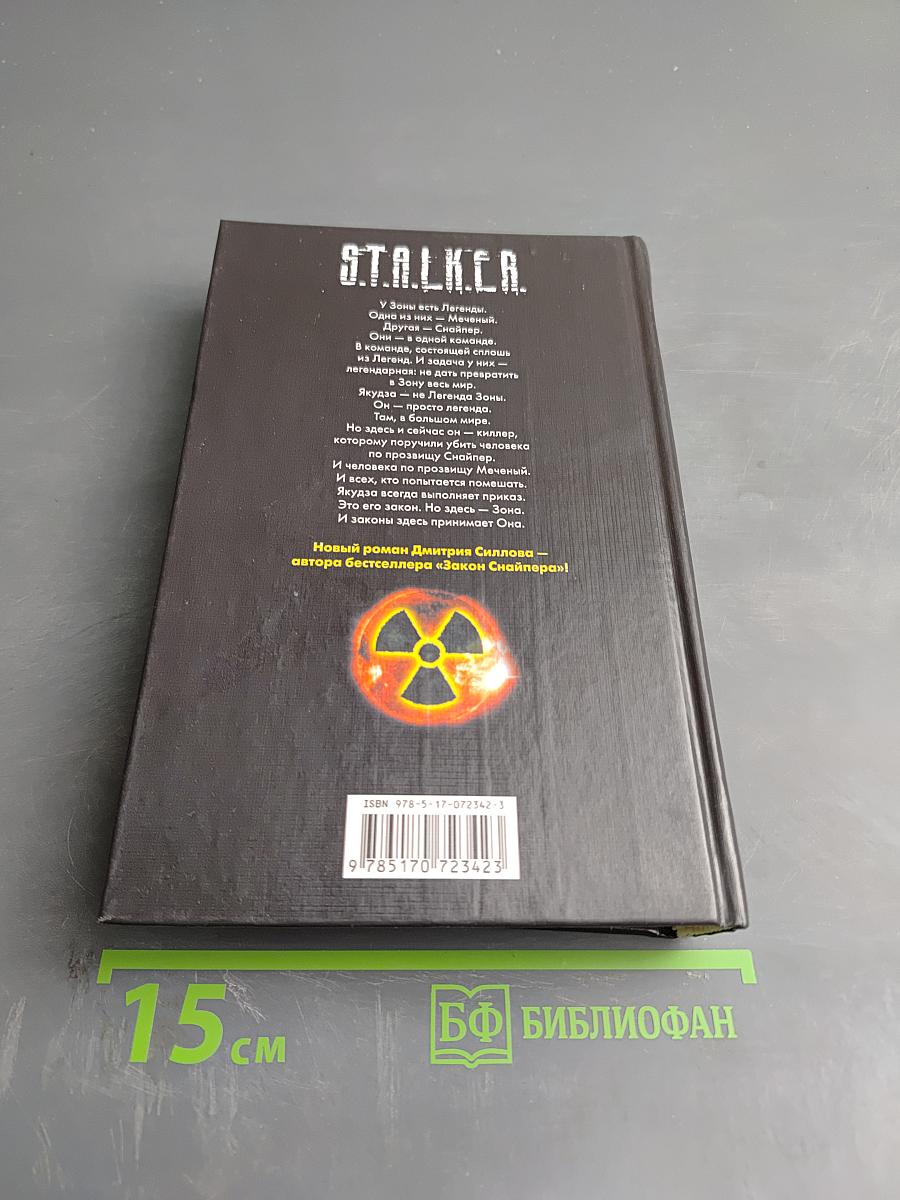 S.T.A.L.K.E.R.
У Зоны есть Легенды.
Одна из них — Меченый.
Другая — Снайпер.
Они — в одной команде.
В команде, состоящей сплошь
из Легенд. И задача у них —
легендарная: не дать превратить
в Зону весь мир.
Якудза — не Легенда Зоны.
Он — просто легенда.
Там, в большом мире.
Но здесь и сейчас он — киллер,
которому поручили убить человека
по прозвищу Снайпер.
И человека по прозвищу Меченый.
И всех, кто попытается помешать.
Якудза всегда выполняет приказ.
Это его закон. Но здесь — Зона.
И законы здесь принимает Она.
Новый роман Дмитрия Силлова —
автора бестселлера «Закон Снайпера»!
ISBN 978-5-17-072342-3
9 785170 723423
15 см
БФ БИБЛИОФАН